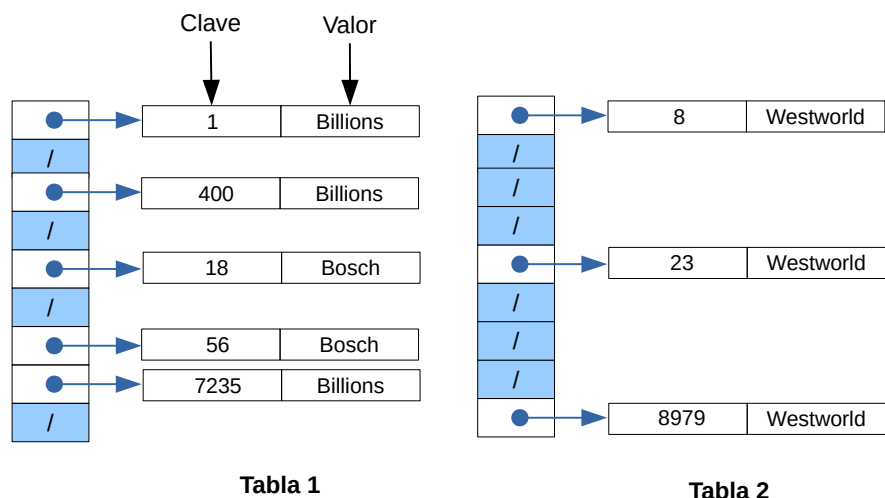 Clave Valor
1 Billions
/
400 Billions
/
18 Bosch
/
56 Bosch
7235 Billions
/
Tabla 1
8 Westworld
/
/
/
23 Westworld
/
/
/
8979 Westworld
Tabla 2